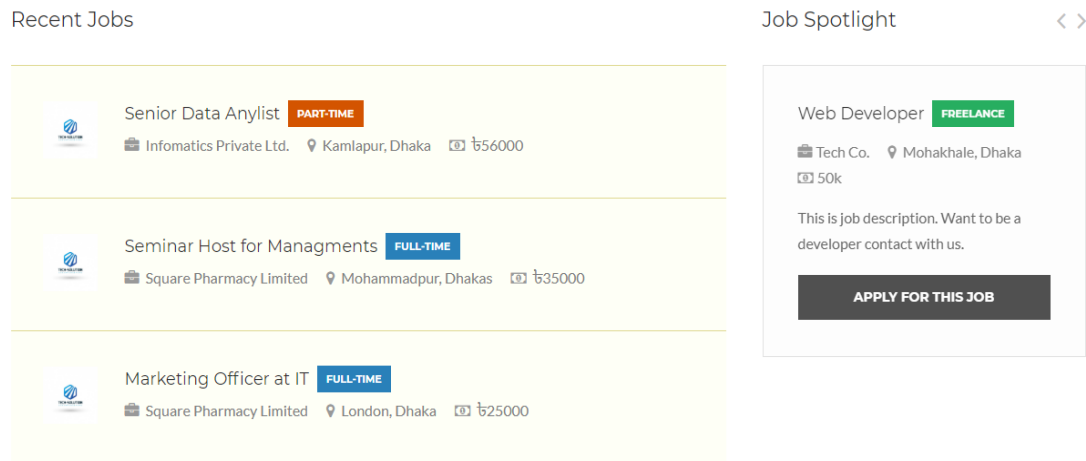 Recent Jobs
Senior Data Anylist PART-TIME
Infomatics Private Ltd. Kamlapur, Dhaka ৳56000
Seminar Host for Managments FULL-TIME
Square Pharmacy Limited Mohammadpur, Dhakas ৳35000
Marketing Officer at IT FULL-TIME
Square Pharmacy Limited London, Dhaka ৳25000
Job Spotlight
Web Developer FREELANCE
Tech Co. Mohakhale, Dhaka
50k
This is job description. Want to be a
developer contact with us.
APPLY FOR THIS JOB